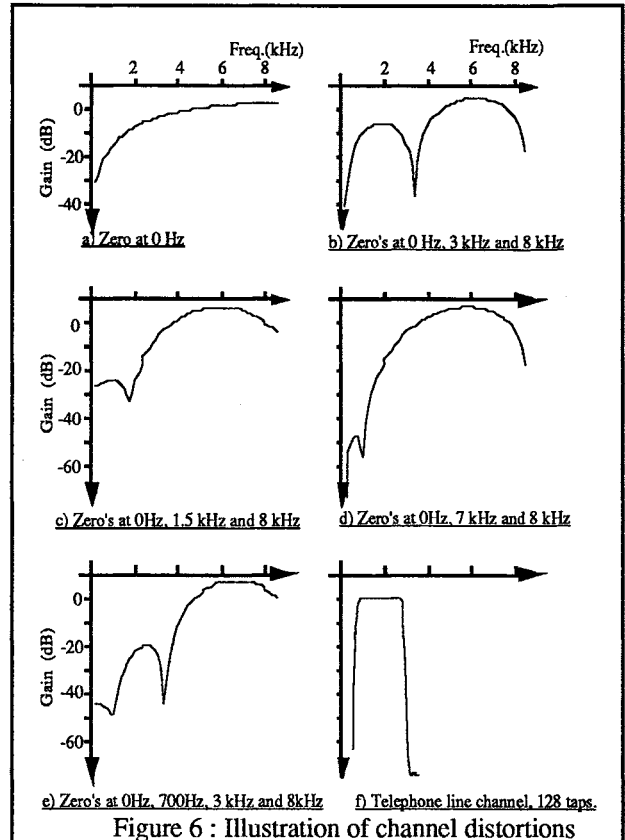 Freq.(kHz)
2 4 6 8
0
-20
-40
Gain (dB)
a) Zero at 0 Hz
Freq.(kHz)
2 4 6 8
b) Zero's at 0 Hz, 3 kHz and 8 kHz
0
-20
-40
-60
Gain (dB)
c) Zero's at 0Hz, 1.5 kHz and 8 kHz
d) Zero's at 0Hz, 7 kHz and 8 kHz
0
-20
-40
-60
Gain (dB)
e) Zero's at 0Hz, 700Hz, 3 kHz and 8kHz
f) Telephone line channel, 128 taps.
Figure 6 : Illustration of channel distortions